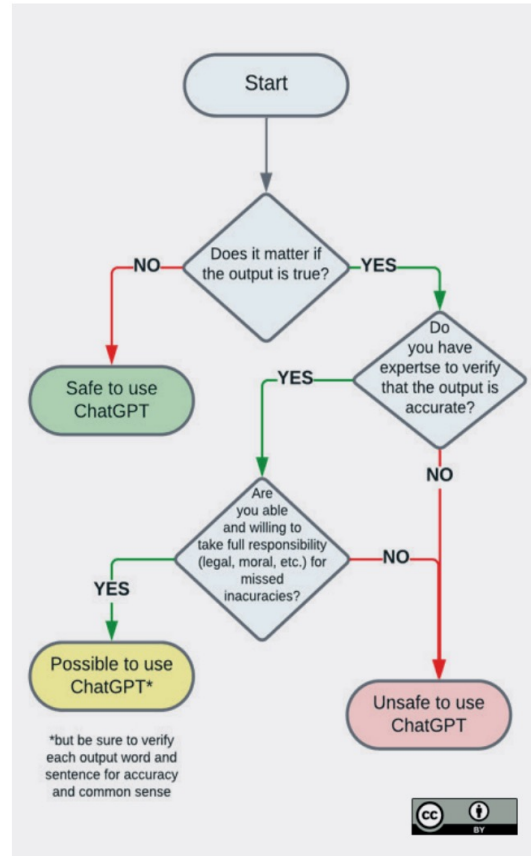 Start
Does it matter if
the output is true?
NO
YES
Do
you have
expertse to verify
that the output is
accurate?
YES
NO
Safe to use
ChatGPT
Are
you able
and willing to
take full responsibility
(legal, moral, etc.) for
missed
inacuracies?
NO
YES
Possible to use
ChatGPT*
Unsafe to use
ChatGPT
*but be sure to verify
each output word and
sentence for accuracy
and common sense
cc
BY